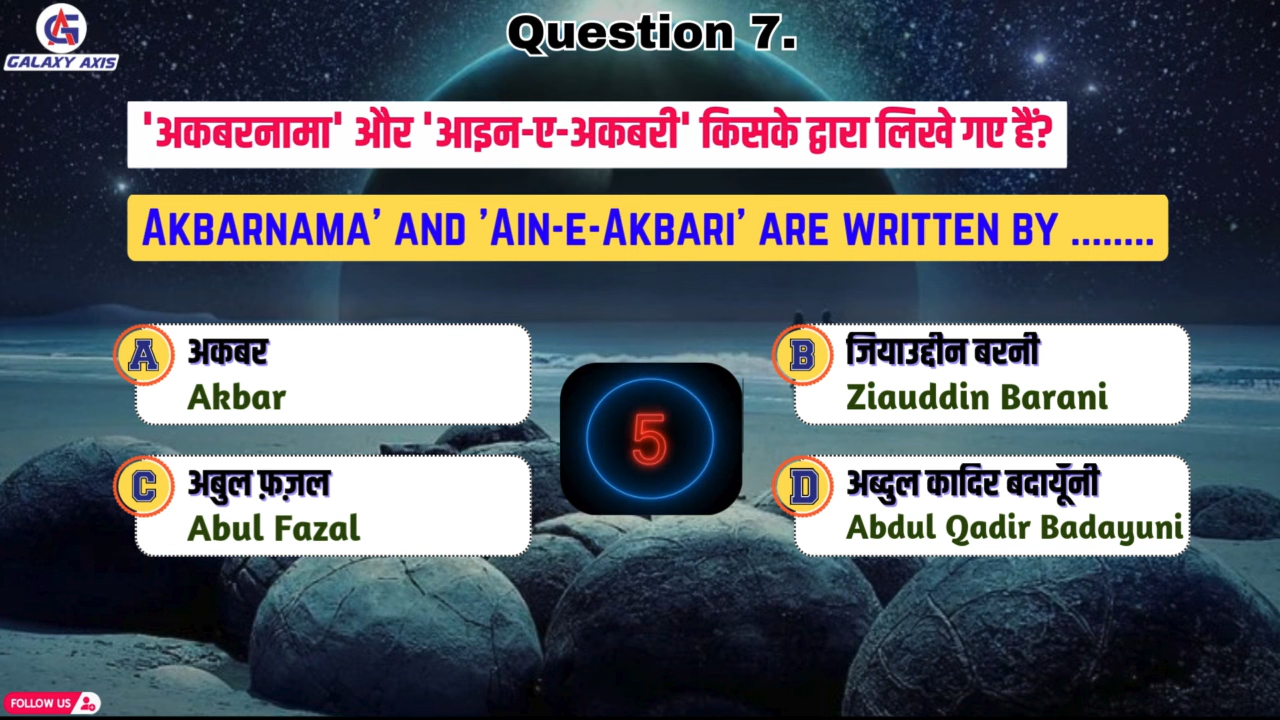 GALAXY AXIS
Question 7.
'अकबरनामा' और 'आइन-ए-अकबरी' किसके द्वारा लिखे गए हैं?
AKBARNAMA' AND 'AIN-E-AKBARI' ARE WRITTEN BY ........
A अकबर
Akbar
B जियाउद्दीन बरनी
Ziauddin Barani
5
C अबुल फ़ज़ल
Abul Fazal
D अब्दुल कादिर बदायूँनी
Abdul Qadir Badayuni
FOLLOW US